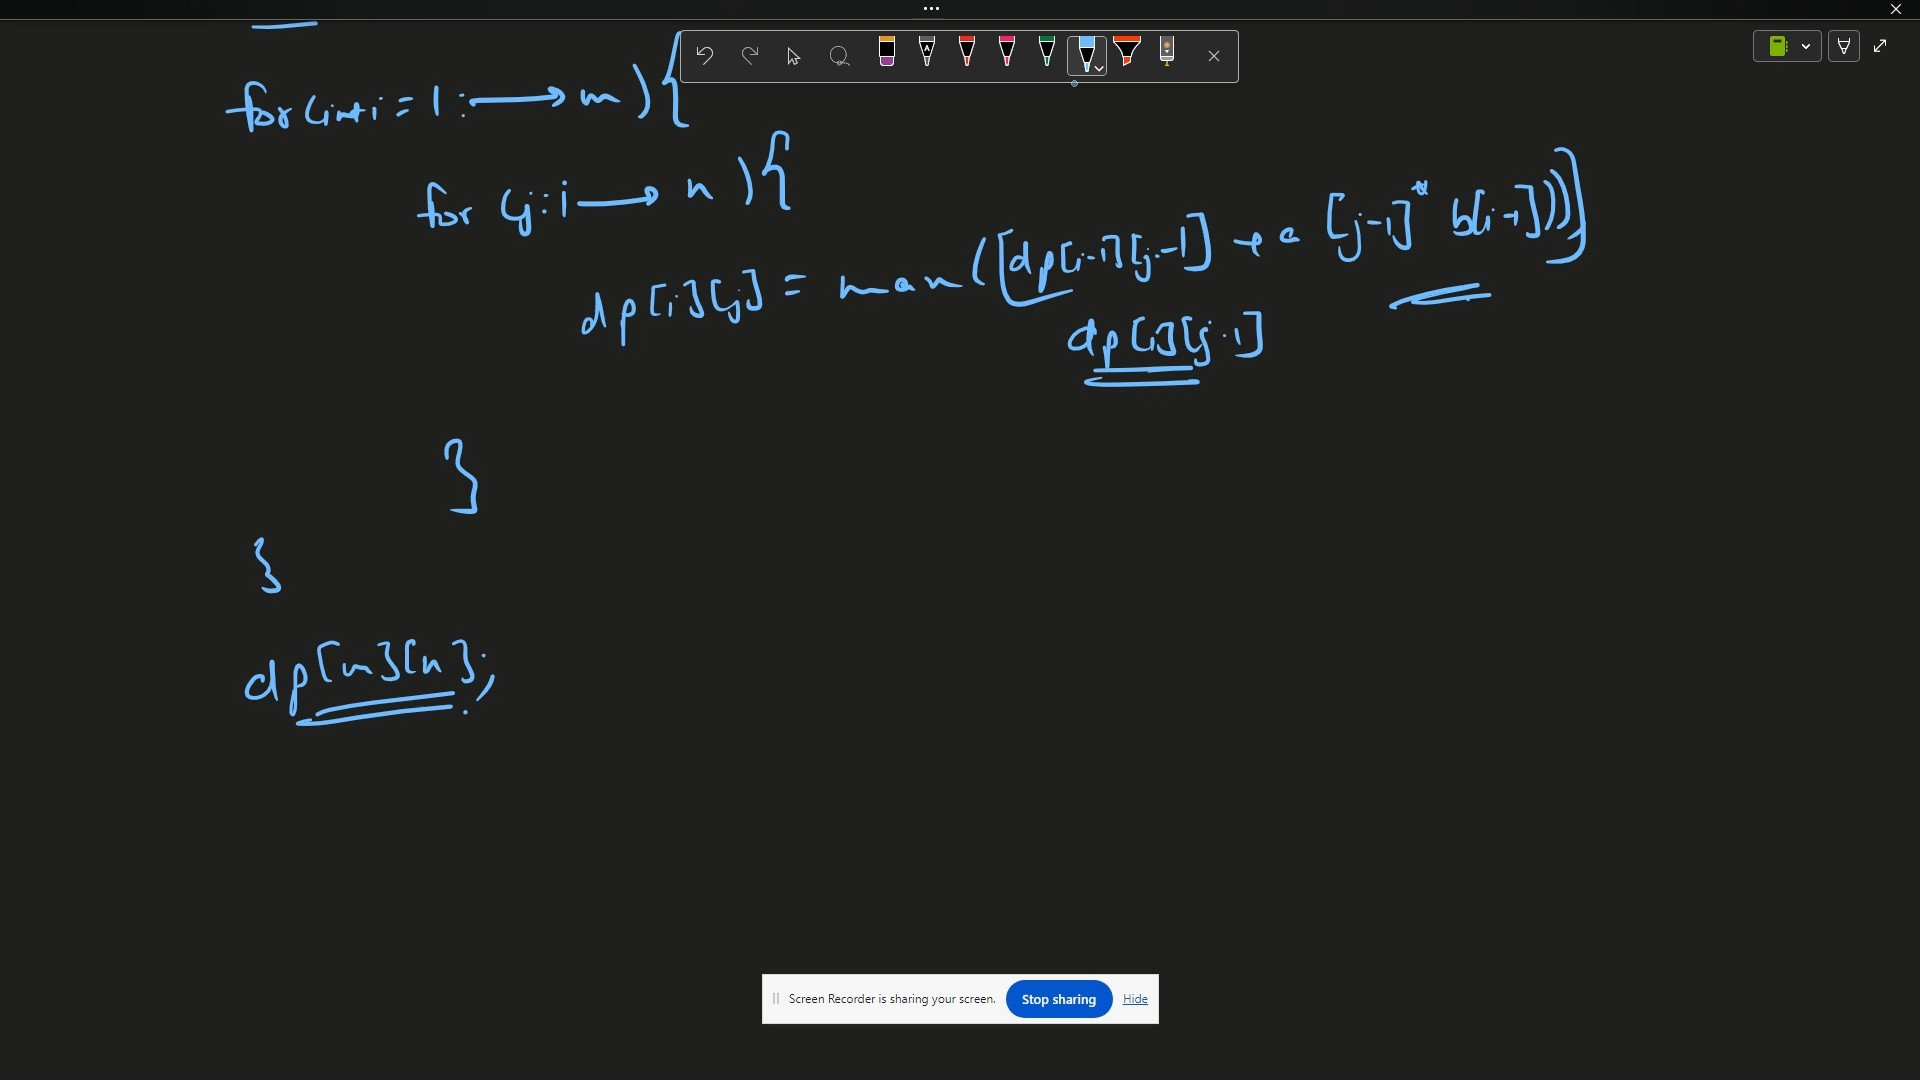 for (int i = 1 : → m ) {
for (j : i → n ) {
dp[i][j] = max ( [dp[i-1][j-1] + a [j-1] * b[i-1]) ) ) ]
dp[i][j-1]
}
}
dp[m][n];
Screen Recorder is sharing your screen. Stop sharing Hide